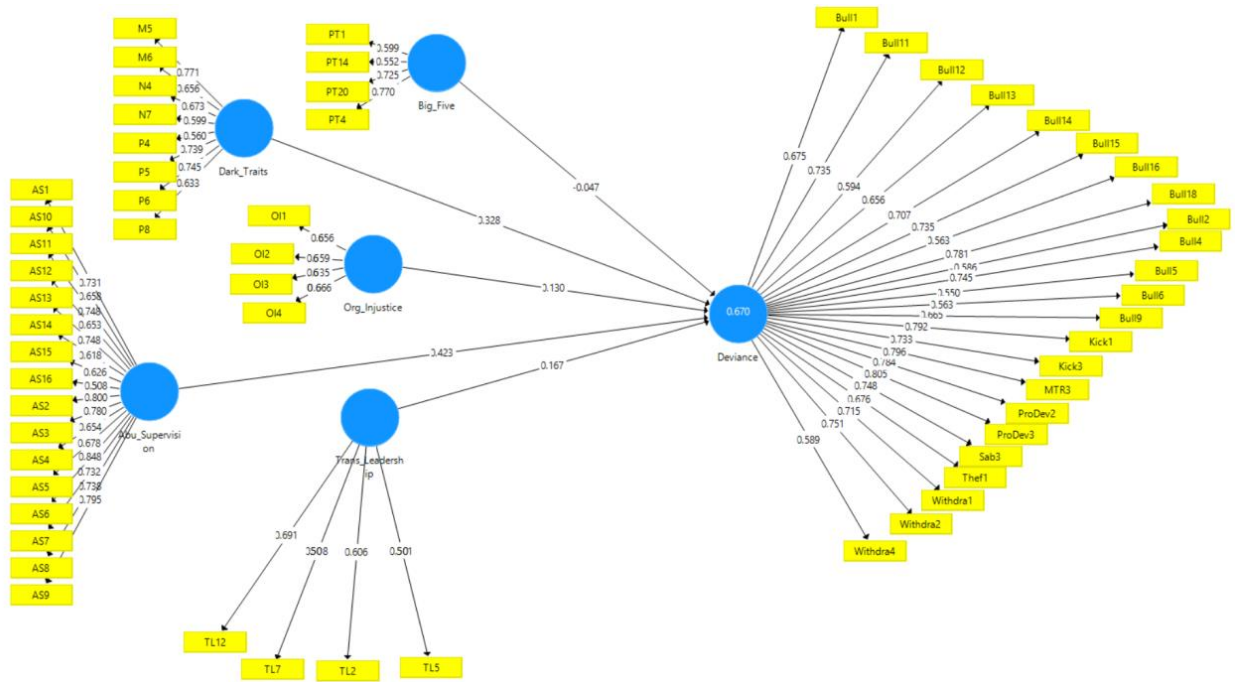 M5
M6
N4
N7
P4
P5
P6
P8
0.771
0.656
0.673
0.599
0.560
0.739
0.745
0.633
Dark_Traits
PT1
PT14
PT20
PT4
0.599
0.552
0.725
0.770
Big_Five
-0.047
0.328
OI1
OI2
OI3
OI4
0.656
0.659
0.635
0.666
Org_Injustice
0.130
AS1
AS10
AS11
AS12
AS13
AS14
AS15
AS16
AS2
AS3
AS4
AS5
AS6
AS7
AS8
AS9
0.731
0.658
0.748
0.653
0.748
0.618
0.626
0.508
0.800
0.780
0.654
0.678
0.848
0.732
0.738
0.795
Abu_Supervisi
on
0.423
Trans_Leadersh
ip
0.167
0.691
0.508
0.606
0.501
TL12
TL7
TL2
TL5
0.670
Deviance
0.675
0.735
0.594
0.656
0.707
0.735
0.563
0.781
0.586
0.745
0.550
0.563
0.665
0.792
0.733
0.796
0.784
0.805
0.748
0.676
0.715
0.751
0.589
Bull1
Bull11
Bull12
Bull13
Bull14
Bull15
Bull16
Bull18
Bull2
Bull4
Bull5
Bull6
Bull9
Kick1
Kick3
MTR3
ProDev2
ProDev3
Sab3
Thef1
Withdra1
Withdra2
Withdra4